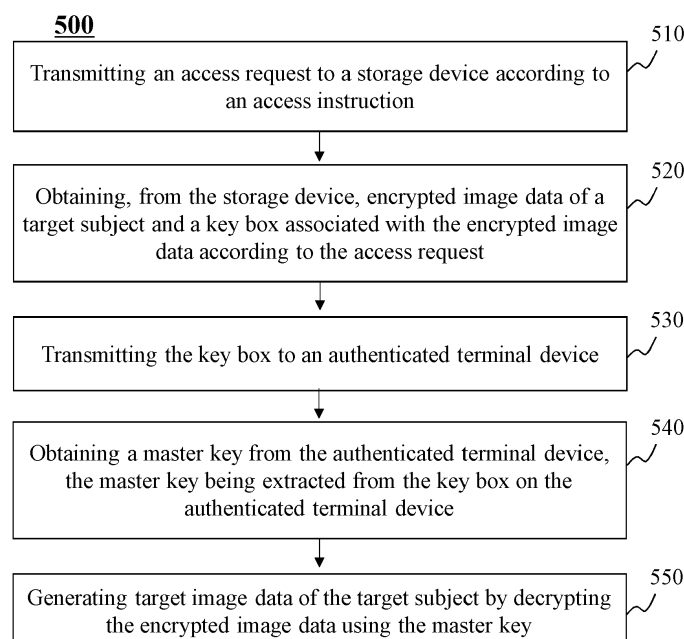 500
510
Transmitting an access request to a storage device according to
an access instruction
520
Obtaining, from the storage device, encrypted image data of a
target subject and a key box associated with the encrypted image
data according to the access request
530
Transmitting the key box to an authenticated terminal device
540
Obtaining a master key from the authenticated terminal device,
the master key being extracted from the key box on the
authenticated terminal device
550
Generating target image data of the target subject by decrypting
the encrypted image data using the master key